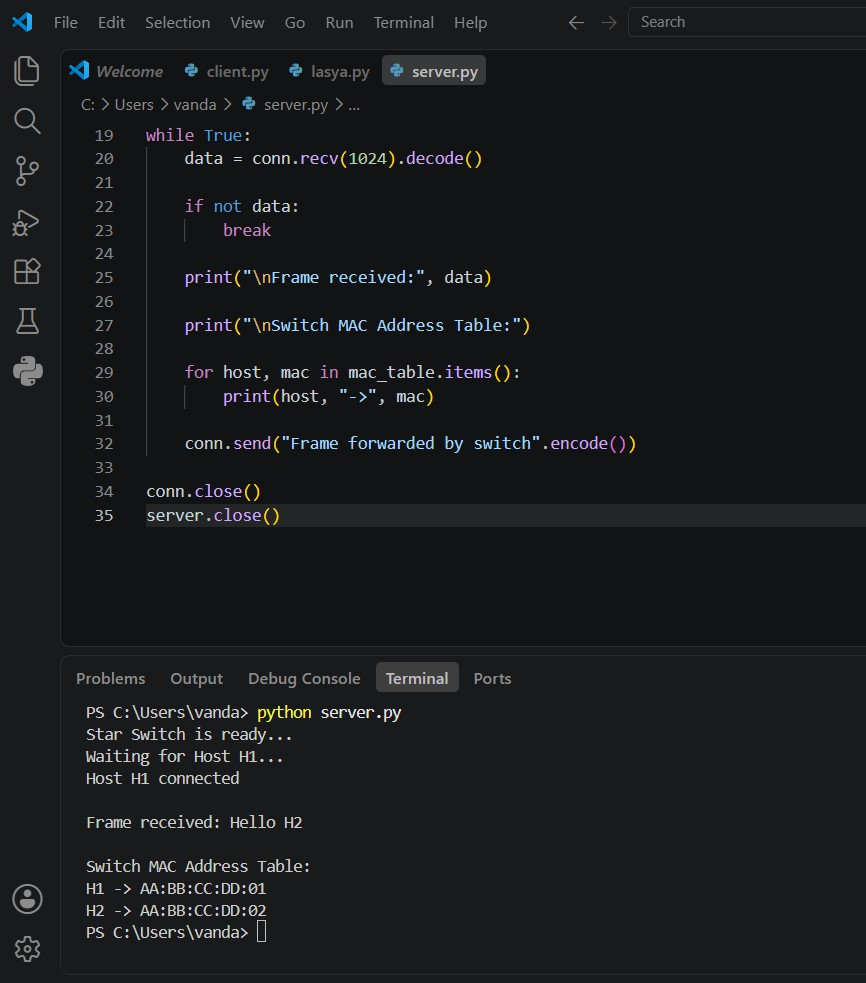 File Edit Selection View Go Run Terminal Help Search
Welcome client.py lasya.py server.py
C: > Users > vanda > server.py > ...
19 while True:
20     data = conn.recv(1024).decode()
21
22     if not data:
23         break
24
25     print("\nFrame received:", data)
26
27     print("\nSwitch MAC Address Table:")
28
29     for host, mac in mac_table.items():
30         print(host, "->", mac)
31
32     conn.send("Frame forwarded by switch".encode())
33
34 conn.close()
35 server.close()
Problems Output Debug Console Terminal Ports
PS C:\Users\vanda> python server.py
Star Switch is ready...
Waiting for Host H1...
Host H1 connected
Frame received: Hello H2
Switch MAC Address Table:
H1 -> AA:BB:CC:DD:01
H2 -> AA:BB:CC:DD:02
PS C:\Users\vanda>